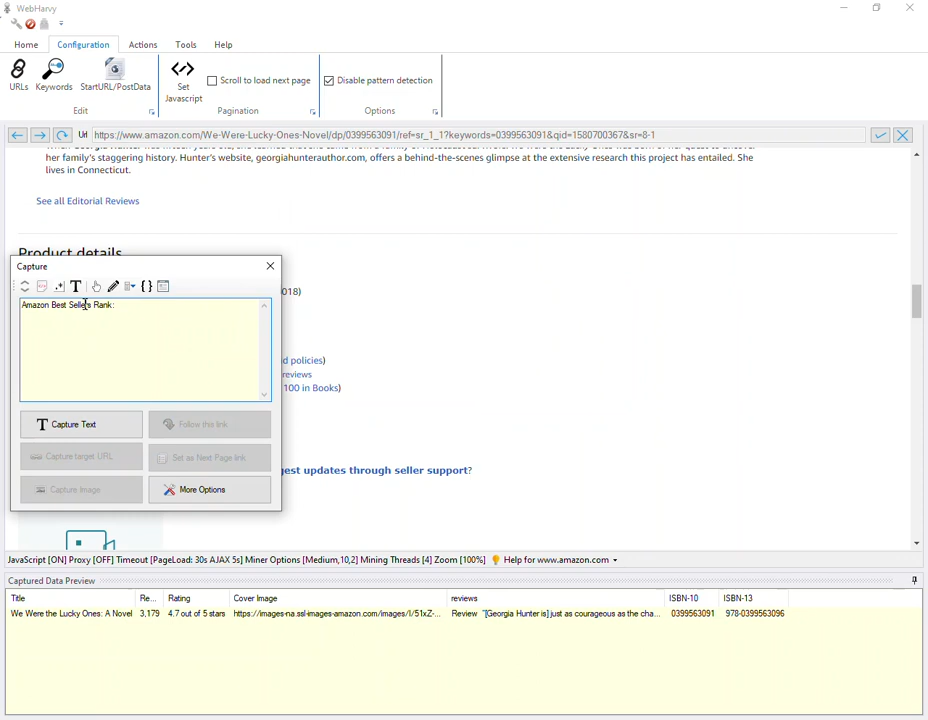 WebHarvy
Home Configuration Actions Tools Help
URLs Keywords StartURL/PostData Set Javascript Scroll to load next page Disable pattern detection
Edit Pagination Options
Url https://www.amazon.com/We-Were-Lucky-Ones-Novel/dp/0399563091/ref=sr_1_1?keywords=0399563091&qid=1580700367&sr=8-1
her family's staggering history. Hunter's website, georgiahunterauthor.com, offers a behind-the-scenes glimpse at the extensive research this project has entailed. She
lives in Connecticut.
See all Editorial Reviews
Product details
Capture
018)
Amazon Best Sellers Rank:
d policies)
reviews
100 in Books)
Capture Text Follow this link
Capture target URL Set as Next Page link
gest updates through seller support?
Capture Image More Options
JavaScript [ON] Proxy [OFF] Timeout [PageLoad: 30s AJAX 5s] Miner Options [Medium,10,2] Mining Threads [4] Zoom [100%] Help for www.amazon.com
Captured Data Preview
Title Re... Rating Cover Image reviews ISBN-10 ISBN-13
We Were the Lucky Ones: A Novel 3,179 4.7 out of 5 stars https://images-na.ssl-images-amazon.com/images/I/51xZ-... Review "[Georgia Hunter is] just as courageous as the cha... 0399563091 978-0399563096